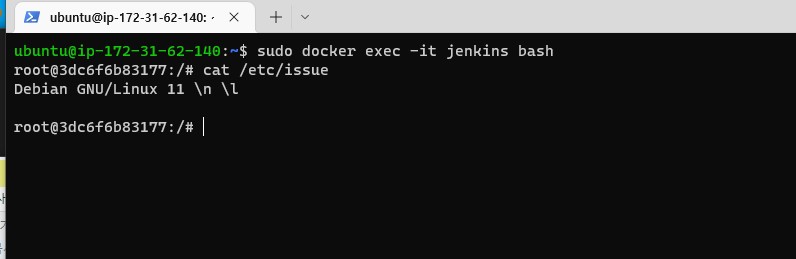 ubuntu@ip-172-31-62-140: ~
ubuntu@ip-172-31-62-140:~$ sudo docker exec -it jenkins bash
root@3dc6f6b83177:/# cat /etc/issue
Debian GNU/Linux 11 \n \l
root@3dc6f6b83177:/#